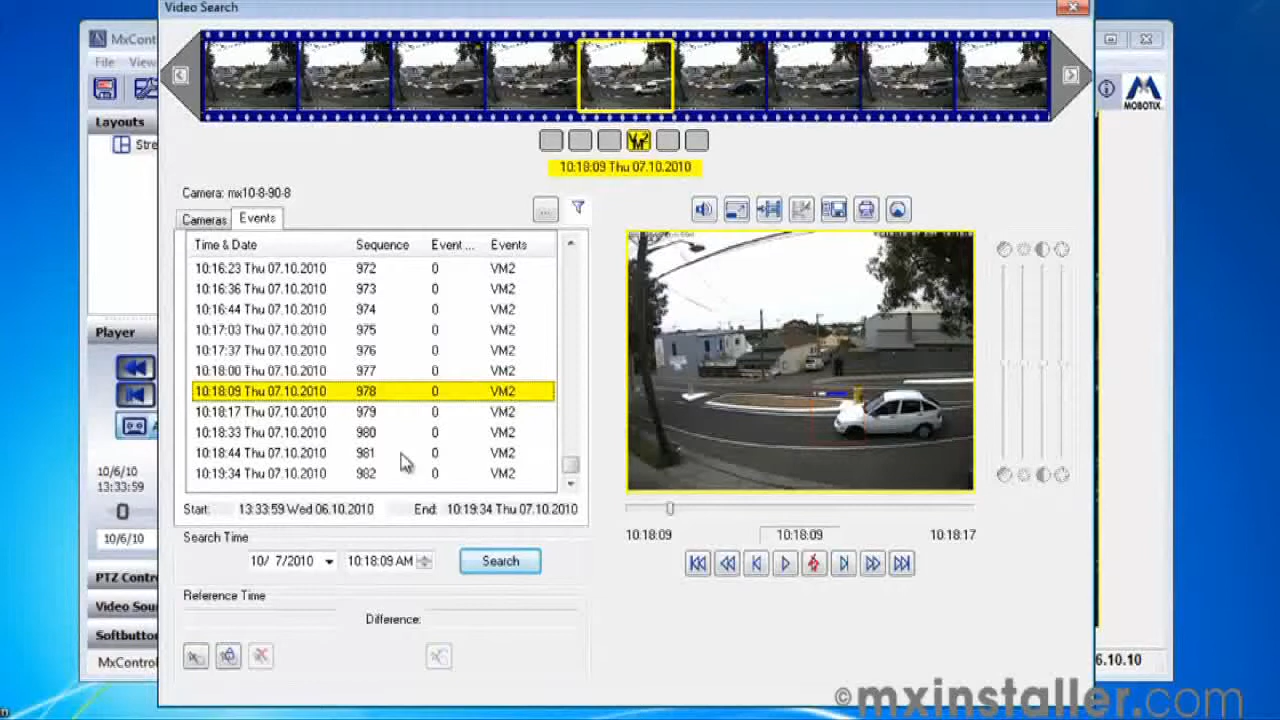 Video Search
MxCont
File View
MOBOTIX
Layouts
Stre
VM2
10:18:09 Thu 07.10.2010
Camera: mx10-8-90-8
Cameras Events
...
Time & Date Sequence Event ... Events
10:16:23 Thu 07.10.2010 972 0 VM2
10:16:36 Thu 07.10.2010 973 0 VM2
10:16:44 Thu 07.10.2010 974 0 VM2
10:17:03 Thu 07.10.2010 975 0 VM2
10:17:37 Thu 07.10.2010 976 0 VM2
10:18:00 Thu 07.10.2010 977 0 VM2
10:18:09 Thu 07.10.2010 978 0 VM2
10:18:17 Thu 07.10.2010 979 0 VM2
10:18:33 Thu 07.10.2010 980 0 VM2
10:18:44 Thu 07.10.2010 981 0 VM2
10:19:34 Thu 07.10.2010 982 0 VM2
Start: 13:33:59 Wed 06.10.2010 End: 10:19:34 Thu 07.10.2010
Search Time
10/ 7/2010 10:18:09 AM Search
Reference Time
Difference:
10:18:09 10:18:09 10:18:17
Player
A
10/6/10
13:33:59
10/6/10
PTZ Contro
Video Sou
Softbutton
MxControl
6.10.10
©mxinstaller.com